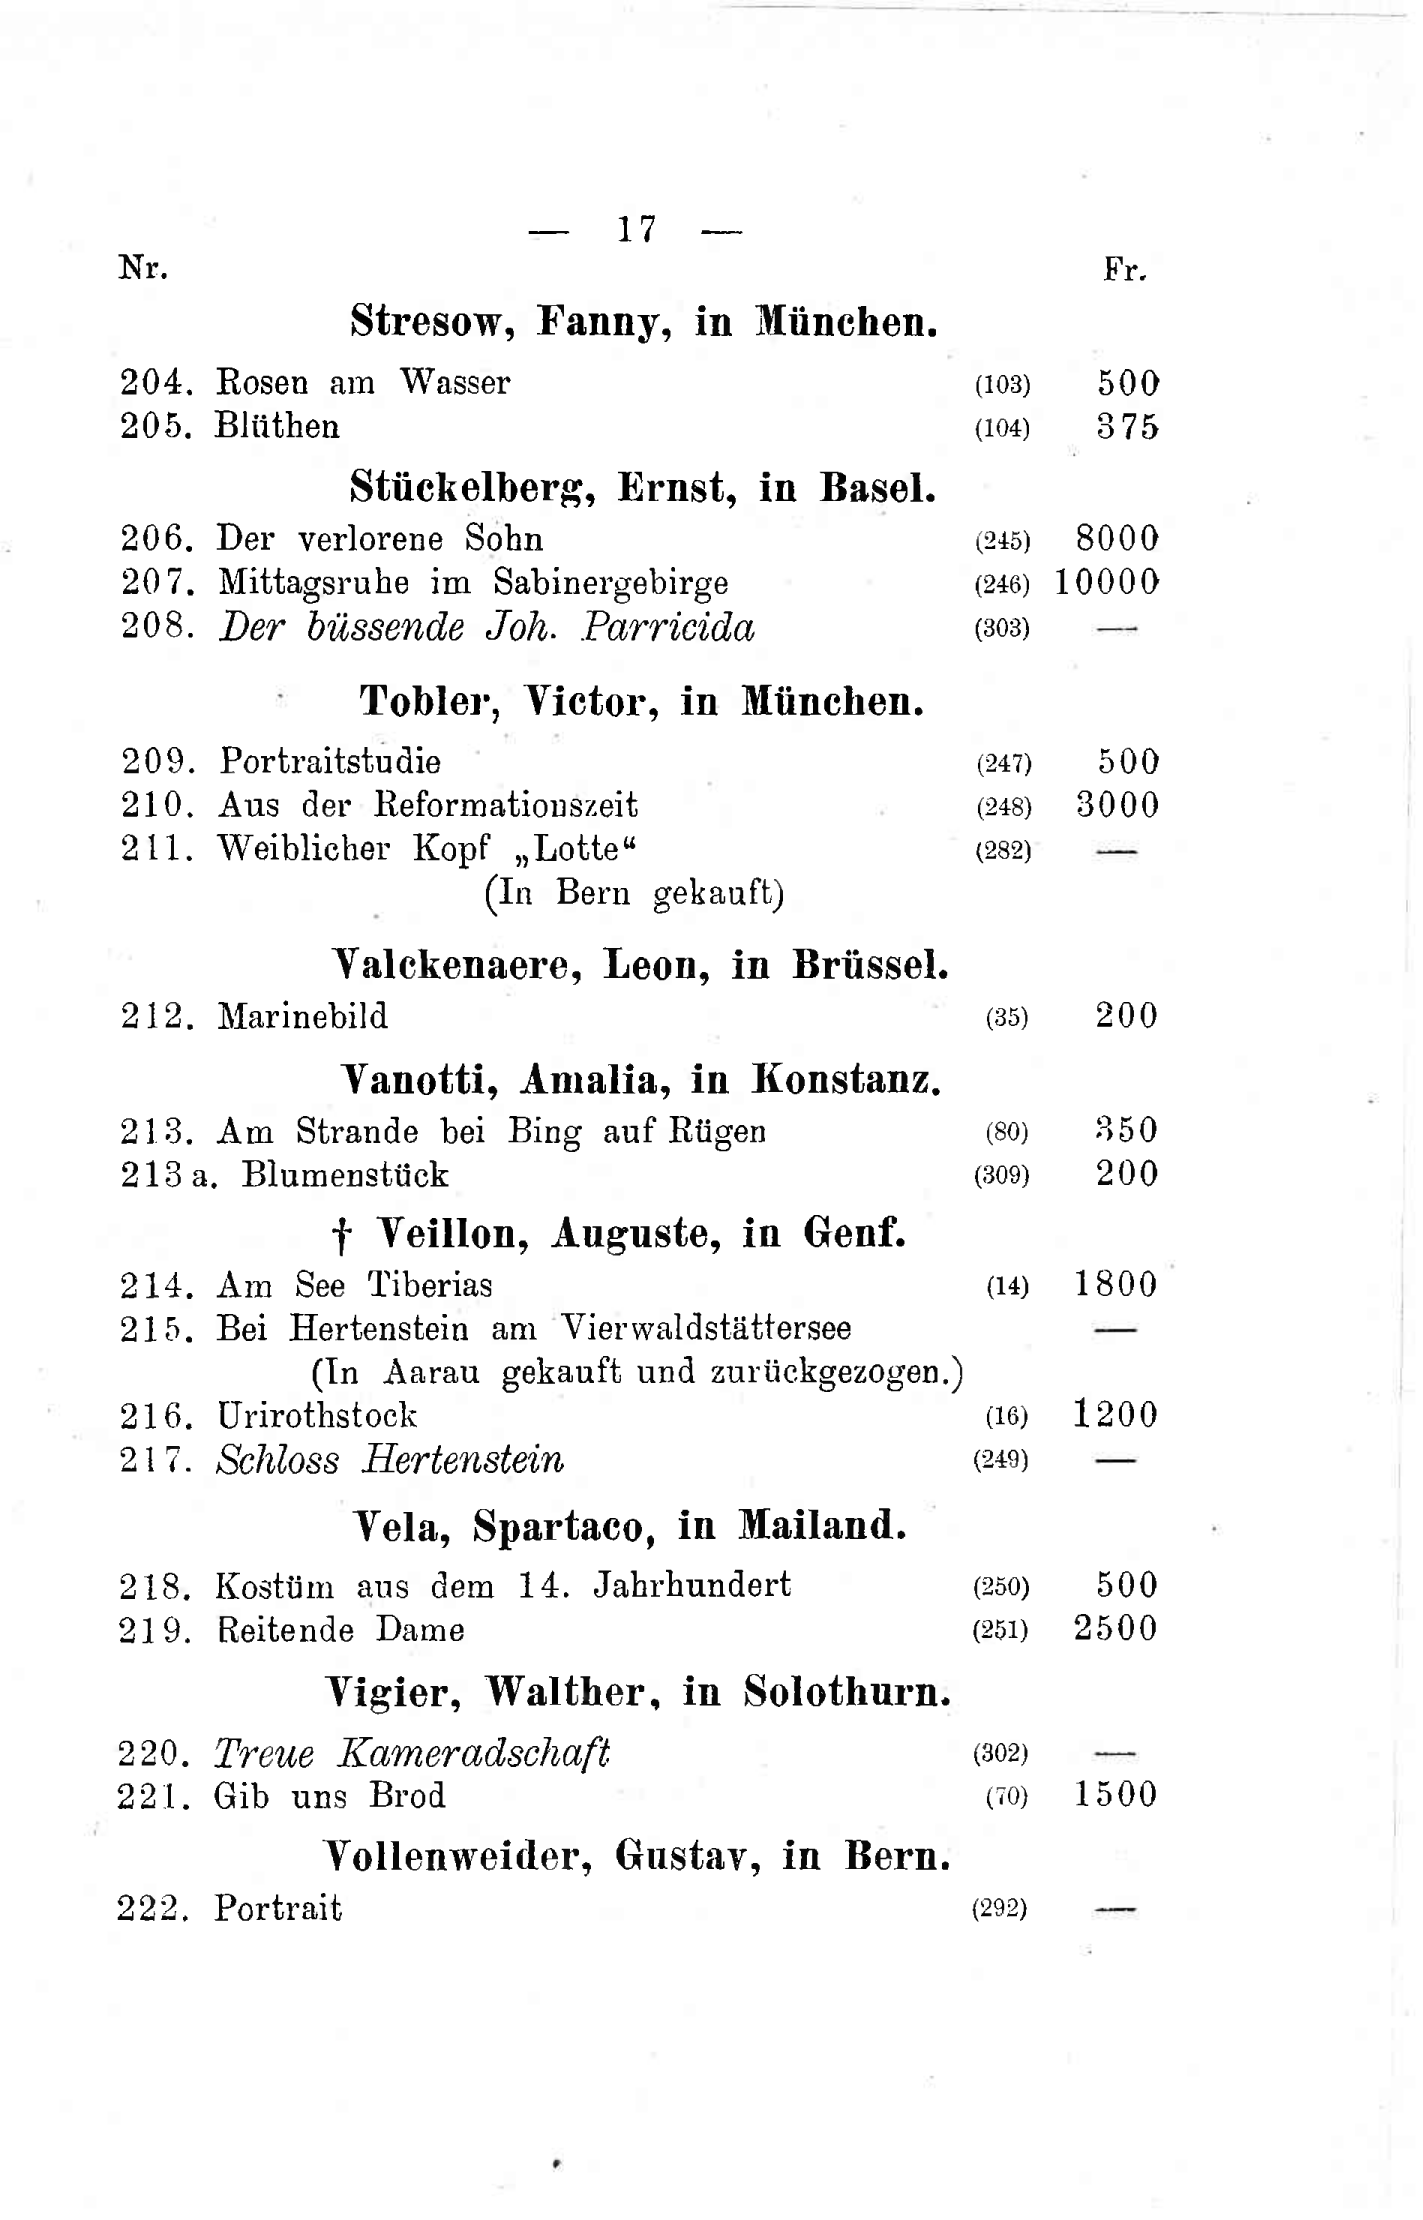 — 17 —
Nr. Fr.
Stresow, Fanny, in München.
204. Rosen am Wasser (103) 500
205. Blüthen (104) 375
Stückelberg, Ernst, in Basel.
206. Der verlorene Sohn (245) 8000
207. Mittagsruhe im Sabinergebirge (246) 10000
208. Der büssende Joh. Parricida (303) —
Tobler, Victor, in München.
209. Portraitstudie (247) 500
210. Aus der Reformationszeit (248) 3000
211. Weiblicher Kopf „Lotte“ (282) —
(In Bern gekauft)
Valckenaere, Leon, in Brüssel.
212. Marinebild (35) 200
Vanotti, Amalia, in Konstanz.
213. Am Strande bei Bing auf Rügen (80) 350
213 a. Blumenstück (309) 200
† Veillon, Auguste, in Genf.
214. Am See Tiberias (14) 1800
215. Bei Hertenstein am Vierwaldstättersee —
(In Aarau gekauft und zurückgezogen.)
216. Urirothstock (16) 1200
217. Schloss Hertenstein (249) —
Vela, Spartaco, in Mailand.
218. Kostüm aus dem 14. Jahrhundert (250) 500
219. Reitende Dame (251) 2500
Vigier, Walther, in Solothurn.
220. Treue Kameradschaft (302) —
221. Gib uns Brod (70) 1500
Vollenweider, Gustav, in Bern.
222. Portrait (292) —